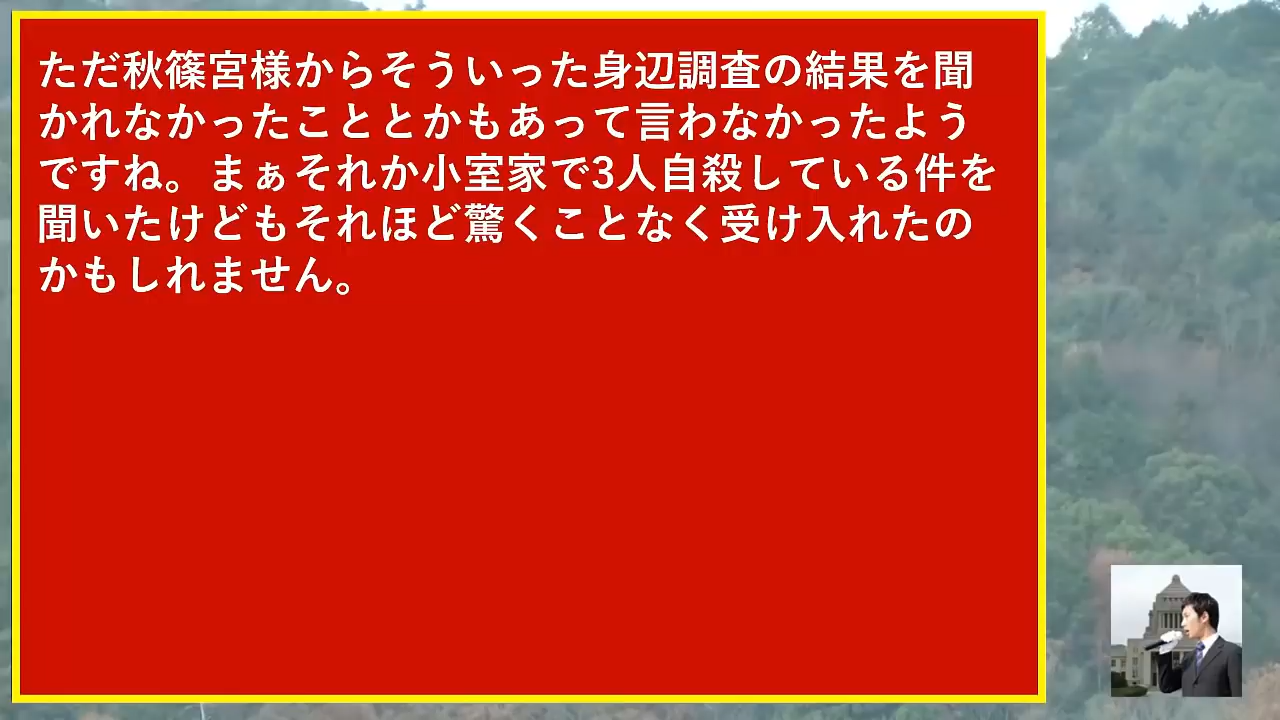 ただ秋篠宮様からそういった身辺調査の結果を聞
かれなかったこととかもあって言わなかったよう
ですね。まぁそれか小室家で3人自殺している件を
聞いたけどもそれほど驚くことなく受け入れたの
かもしれません。